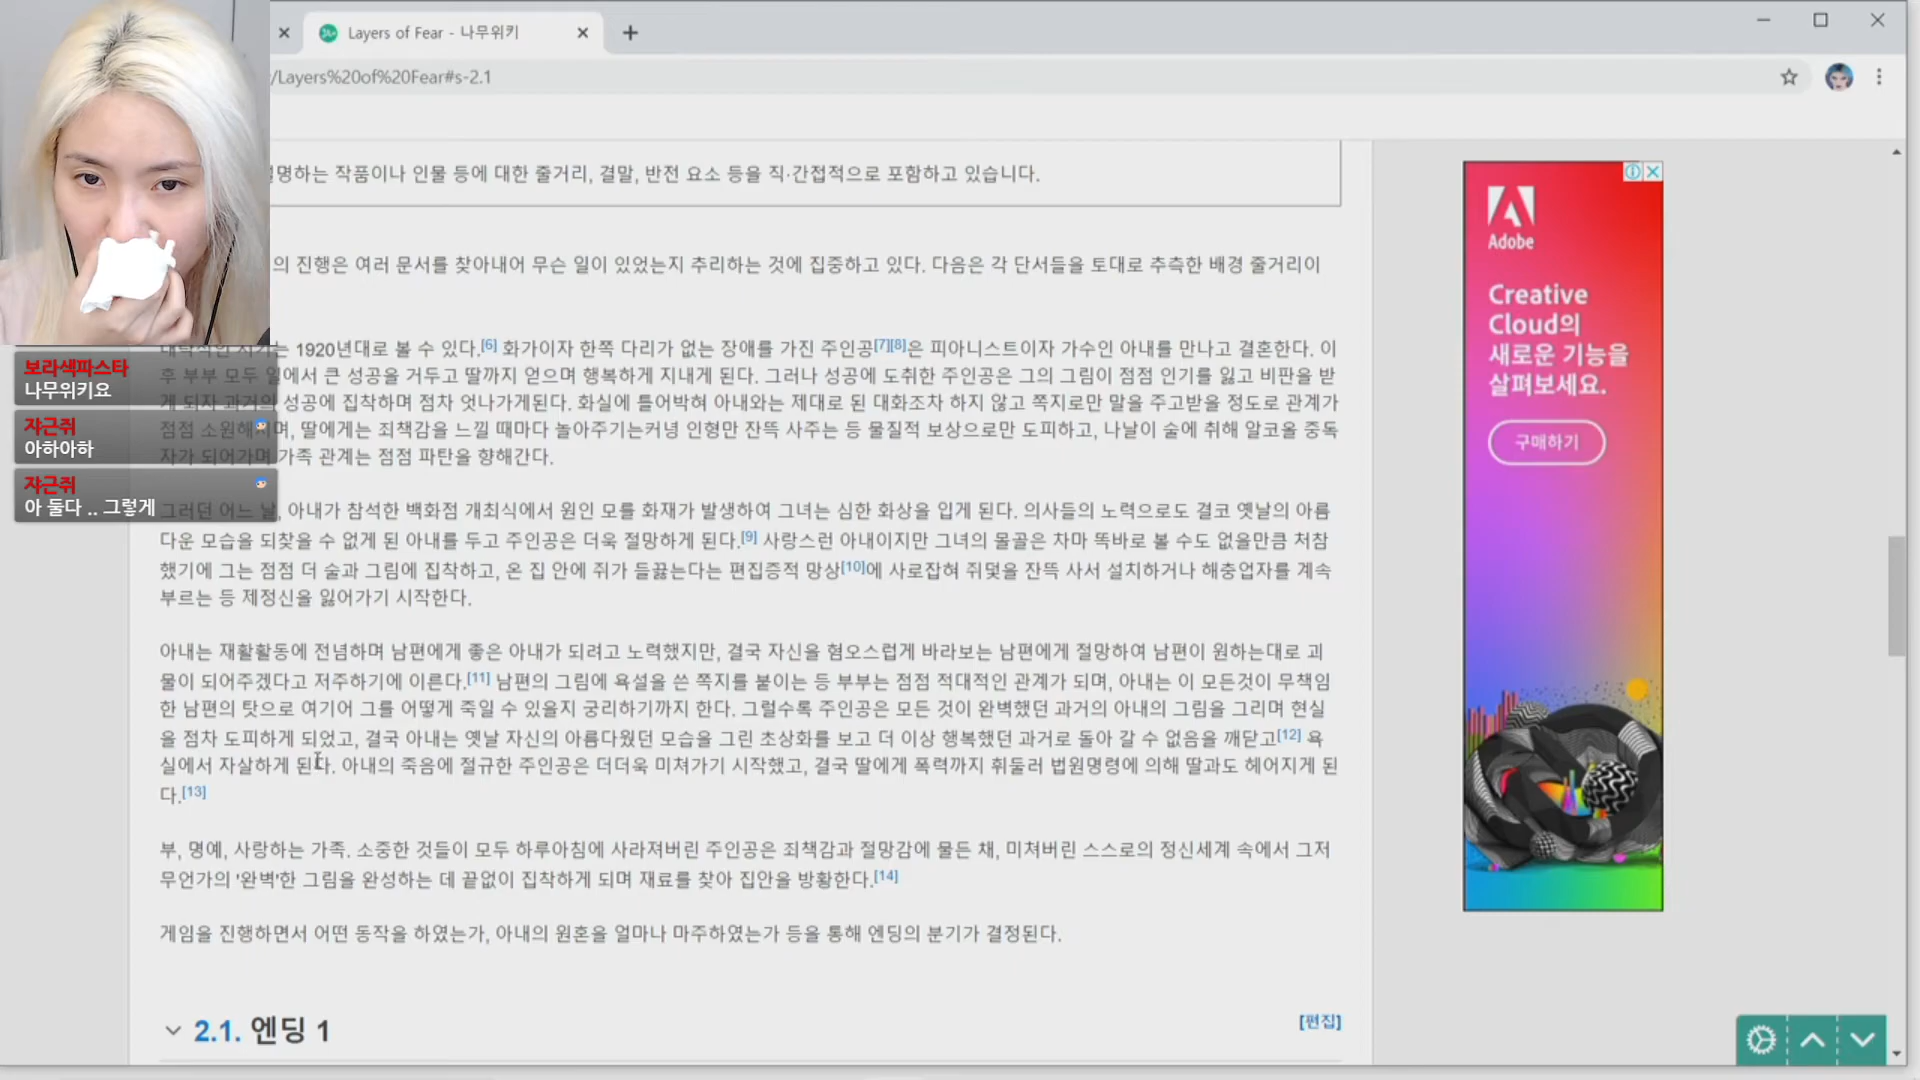 Layers of Fear - 나무위키
/Layers%20of%20Fear#s-2.1
설명하는 작품이나 인물 등에 대한 줄거리, 결말, 반전 요소 등을 직·간접적으로 포함하고 있습니다.
의 진행은 여러 문서를 찾아내어 무슨 일이 있었는지 추리하는 것에 집중하고 있다. 다음은 각 단서들을 토대로 추측한 배경 줄거리이
대략적인 시기는 1920년대로 볼 수 있다.[6] 화가이자 한쪽 다리가 없는 장애를 가진 주인공[7][8]은 피아니스트이자 가수인 아내를 만나고 결혼한다. 이
후 부부 모두 일에서 큰 성공을 거두고 딸까지 얻으며 행복하게 지내게 된다. 그러나 성공에 도취한 주인공은 그의 그림이 점점 인기를 잃고 비판을 받
게 되자 과거의 성공에 집착하며 점차 엇나가게된다. 화실에 틀어박혀 아내와는 제대로 된 대화조차 하지 않고 쪽지로만 말을 주고받을 정도로 관계가
점점 소원해지며, 딸에게는 죄책감을 느낄 때마다 놀아주기는커녕 인형만 잔뜩 사주는 등 물질적 보상으로만 도피하고, 나날이 술에 취해 알코올 중독
자가 되어가며 가족 관계는 점점 파탄을 향해간다.
그러던 어느 날, 아내가 참석한 백화점 개최식에서 원인 모를 화재가 발생하여 그녀는 심한 화상을 입게 된다. 의사들의 노력으로도 결코 옛날의 아름
다운 모습을 되찾을 수 없게 된 아내를 두고 주인공은 더욱 절망하게 된다.[9] 사랑스런 아내이지만 그녀의 몰골은 차마 똑바로 볼 수도 없을만큼 처참
했기에 그는 점점 더 술과 그림에 집착하고, 온 집 안에 쥐가 들끓는다는 편집증적 망상[10]에 사로잡혀 쥐덫을 잔뜩 사서 설치하거나 해충업자를 계속
부르는 등 제정신을 잃어가기 시작한다.
아내는 재활활동에 전념하며 남편에게 좋은 아내가 되려고 노력했지만, 결국 자신을 혐오스럽게 바라보는 남편에게 절망하여 남편이 원하는대로 괴
물이 되어주겠다고 저주하기에 이른다.[11] 남편의 그림에 욕설을 쓴 쪽지를 붙이는 등 부부는 점점 적대적인 관계가 되며, 아내는 이 모든것이 무책임
한 남편의 탓으로 여기어 그를 어떻게 죽일 수 있을지 궁리하기까지 한다. 그럴수록 주인공은 모든 것이 완벽했던 과거의 아내의 그림을 그리며 현실
을 점차 도피하게 되었고, 결국 아내는 옛날 자신의 아름다웠던 모습을 그린 초상화를 보고 더 이상 행복했던 과거로 돌아 갈 수 없음을 깨닫고[12] 욕
실에서 자살하게 된다. 아내의 죽음에 절규한 주인공은 더더욱 미쳐가기 시작했고, 결국 딸에게 폭력까지 휘둘러 법원명령에 의해 딸과도 헤어지게 된
다.[13]
부, 명예, 사랑하는 가족. 소중한 것들이 모두 하루아침에 사라져버린 주인공은 죄책감과 절망감에 물든 채, 미쳐버린 스스로의 정신세계 속에서 그저
무언가의 '완벽'한 그림을 완성하는 데 끝없이 집착하게 되며 재료를 찾아 집안을 방황한다.[14]
게임을 진행하면서 어떤 동작을 하였는가, 아내의 원혼을 얼마나 마주하였는가 등을 통해 엔딩의 분기가 결정된다.
2.1. 엔딩 1
[편집]
보라색파스타
나무위키요
쟈근쥐
아하아하
쟈근쥐
아 둘다 .. 그렇게
Adobe
Creative
Cloud의
새로운 기능을
살펴보세요.
구매하기